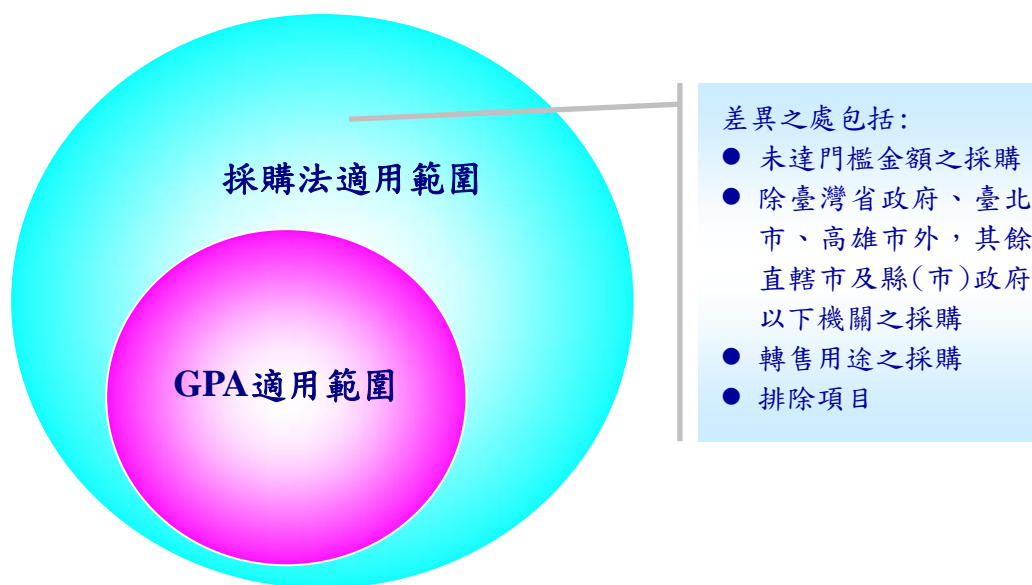 採購法適用範圍
GPA適用範圍
差異之處包括:
● 未達門檻金額之採購
● 除臺灣省政府、臺北
市、高雄市外，其餘
直轄市及縣(市)政府
以下機關之採購
● 轉售用途之採購
● 排除項目